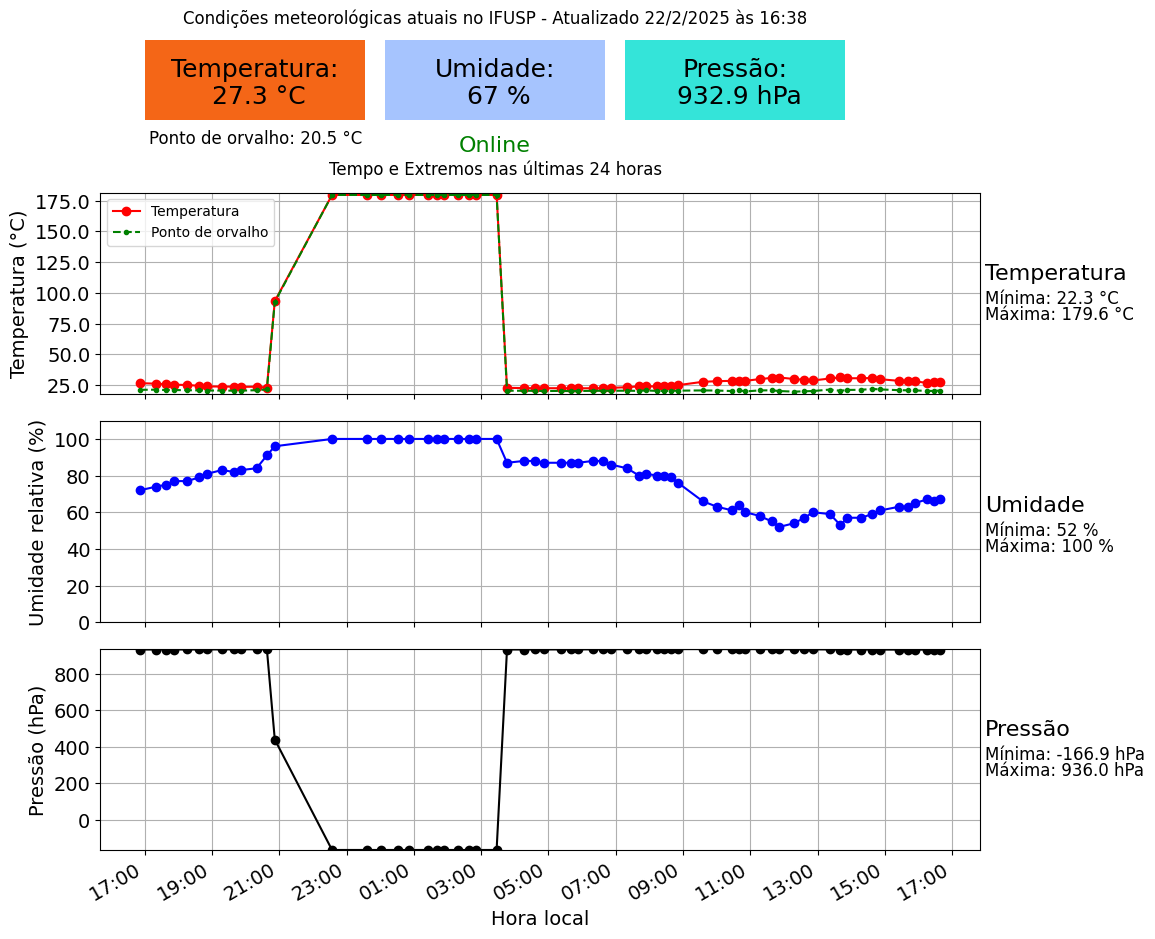 Condições meteorológicas atuais no IFUSP - Atualizado 22/2/2025 às 16:38
Temperatura:
27.3 °C
Umidade:
67 %
Pressão:
932.9 hPa
Ponto de orvalho: 20.5 °C
Online
Tempo e Extremos nas últimas 24 horas
Temperatura (°C)
175.0
150.0
125.0
100.0
75.0
50.0
25.0
Temperatura
Ponto de orvalho
Temperatura
Mínima: 22.3 °C
Máxima: 179.6 °C
Umidade relativa (%)
100
80
60
40
20
0
Umidade
Mínima: 52 %
Máxima: 100 %
Pressão (hPa)
800
600
400
200
0
Pressão
Mínima: -166.9 hPa
Máxima: 936.0 hPa
17:00 19:00 21:00 23:00 01:00 03:00 05:00 07:00 09:00 11:00 13:00 15:00 17:00
Hora local